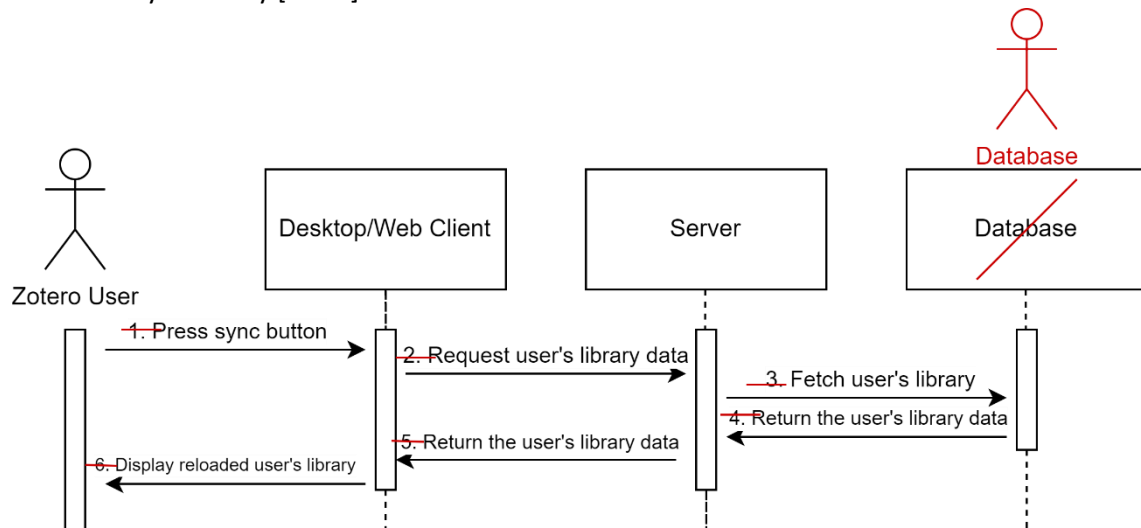 Database
Desktop/Web Client
Server
Database
Zotero User
1. Press sync button
2. Request user's library data
3. Fetch user's library
4. Return the user's library data
5. Return the user's library data
6. Display reloaded user's library